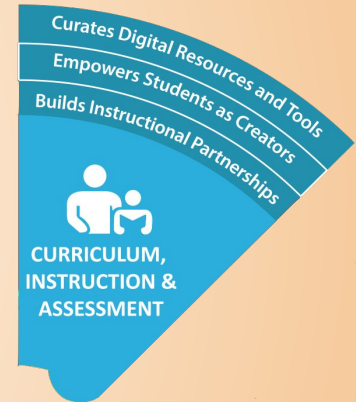 Curates Digital Resources and Tools
Empowers Students as Creators
Builds Instructional Partnerships
CURRICULUM,
INSTRUCTION &
ASSESSMENT